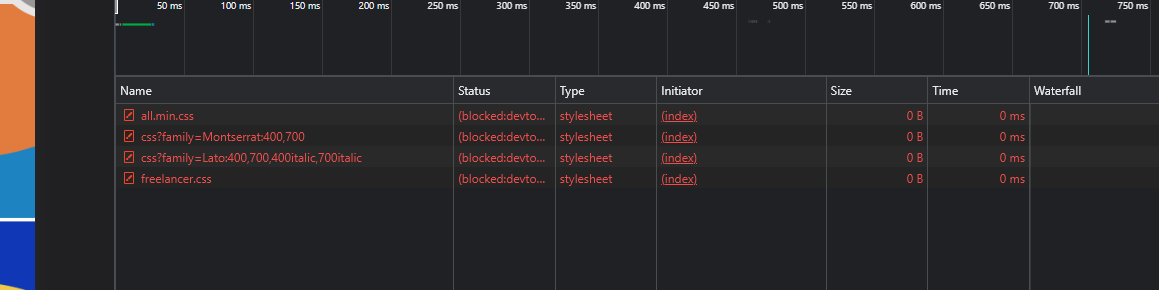 50 ms 100 ms 150 ms 200 ms 250 ms 300 ms 350 ms 400 ms 450 ms 500 ms 550 ms 600 ms 650 ms 700 ms 750 ms
Name Status Type Initiator Size Time Waterfall
all.min.css (blocked:devto... stylesheet (index) 0 B 0 ms
css?family=Montserrat:400,700 (blocked:devto... stylesheet (index) 0 B 0 ms
css?family=Lato:400,700,400italic,700italic (blocked:devto... stylesheet (index) 0 B 0 ms
freelancer.css (blocked:devto... stylesheet (index) 0 B 0 ms